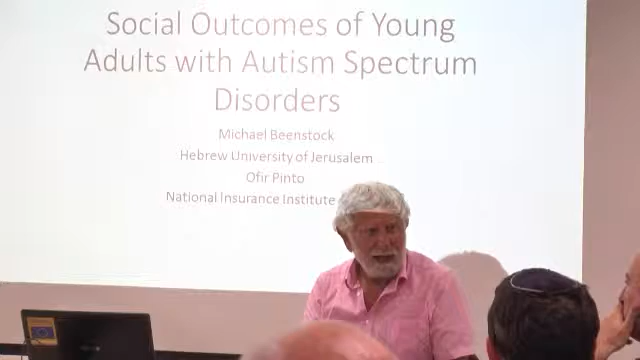 Social Outcomes of Young
Adults with Autism Spectrum
Disorders
Michael Beenstock
Hebrew University of Jerusalem
Ofir Pinto
National Insurance Institute